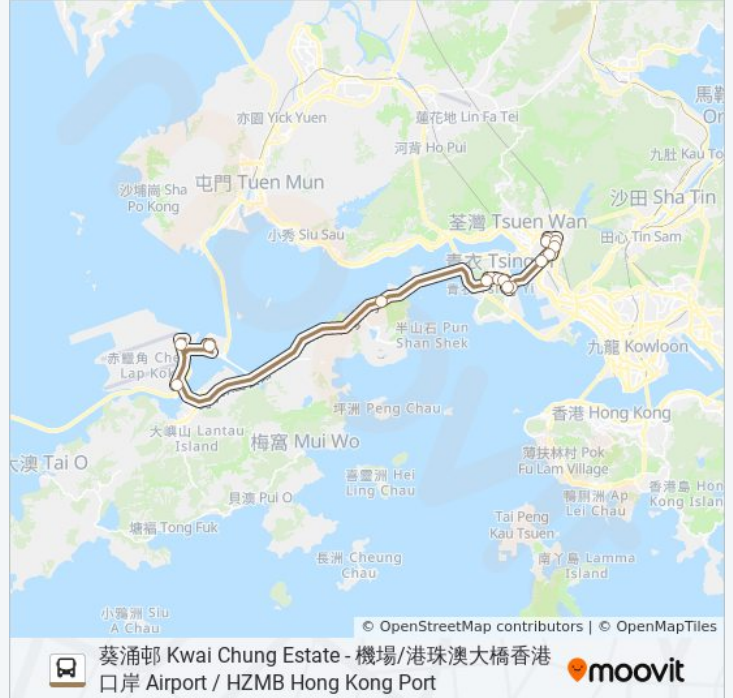 馬鞍
On
亦園 Yick Yuen
蓮花地 Lin Fa Tei
河背 Ho Pui
九肚 Kau To
屯門 Tuen Mun
沙埔崗 Sha
Po Kong
沙田 Sha Tin
荃灣 Tsuen Wan
小秀 Siu Sau
田心 Tin Sam
青衣 Tsing
Yi
半山石 Pun
Shan Shek
九龍 Kowloon
赤鱲角 Che
Lap Kok
坪洲 Peng Chau
香港 Hong Kong
大嶼山 Lantau
Island
梅窩 Mui Wo
薄扶林村 Pok
Fu Lam Village
大澳 Tai O
喜靈洲 Hei
Ling Chau
香港島 Hon
Kong Islan
鴨脷洲 Ap
Lei Chau
貝澳 Pui O
Tai Peng
Kau Tsuen
塘福 Tong Fuk
長洲 Cheung
Chau
南丫島 Lamma
Island
小鴉洲 Siu
A Chau
© OpenStreetMap contributors | © OpenMapTiles
葵涌邨 Kwai Chung Estate - 機場/港珠澳大橋香港
口岸 Airport / HZMB Hong Kong Port
moovit